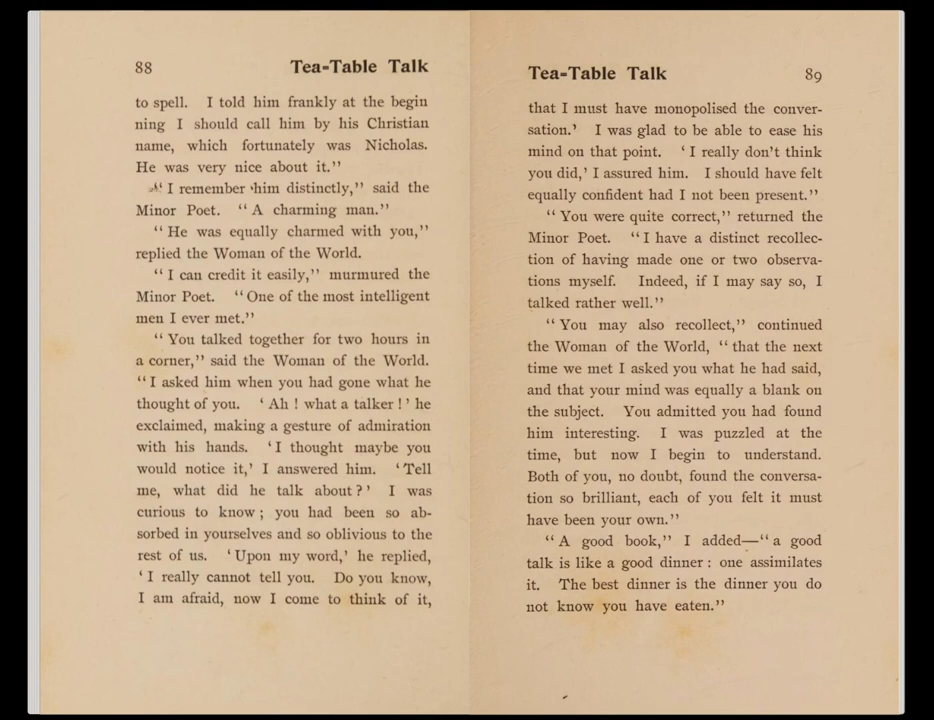 88
Tea-Table Talk
to spell. I told him frankly at the begin
ning I should call him by his Christian
name, which fortunately was Nicholas.
He was very nice about it.”
“ I remember ‘him distinctly,” said the
Minor Poet. “ A charming man.”
“ He was equally charmed with you,”
replied the Woman of the World.
“ I can credit it easily,” murmured the
Minor Poet. “ One of the most intelligent
men I ever met.”
“ You talked together for two hours in
a corner,” said the Woman of the World.
“ I asked him when you had gone what he
thought of you. ‘ Ah ! what a talker ! ’ he
exclaimed, making a gesture of admiration
with his hands. ‘ I thought maybe you
would notice it,’ I answered him. ‘ Tell
me, what did he talk about ? ’ I was
curious to know ; you had been so ab-
sorbed in yourselves and so oblivious to the
rest of us. ‘ Upon my word,’ he replied,
‘ I really cannot tell you. Do you know,
I am afraid, now I come to think of it,
Tea-Table Talk
89
that I must have monopolised the conver-
sation.’ I was glad to be able to ease his
mind on that point. ‘ I really don’t think
you did,’ I assured him. I should have felt
equally confident had I not been present.”
“ You were quite correct,” returned the
Minor Poet. “ I have a distinct recollec-
tion of having made one or two observa-
tions myself. Indeed, if I may say so, I
talked rather well.”
“ You may also recollect,” continued
the Woman of the World, “ that the next
time we met I asked you what he had said,
and that your mind was equally a blank on
the subject. You admitted you had found
him interesting. I was puzzled at the
time, but now I begin to understand.
Both of you, no doubt, found the conversa-
tion so brilliant, each of you felt it must
have been your own.”
“ A good book,” I added—“ a good
talk is like a good dinner : one assimilates
it. The best dinner is the dinner you do
not know you have eaten.”